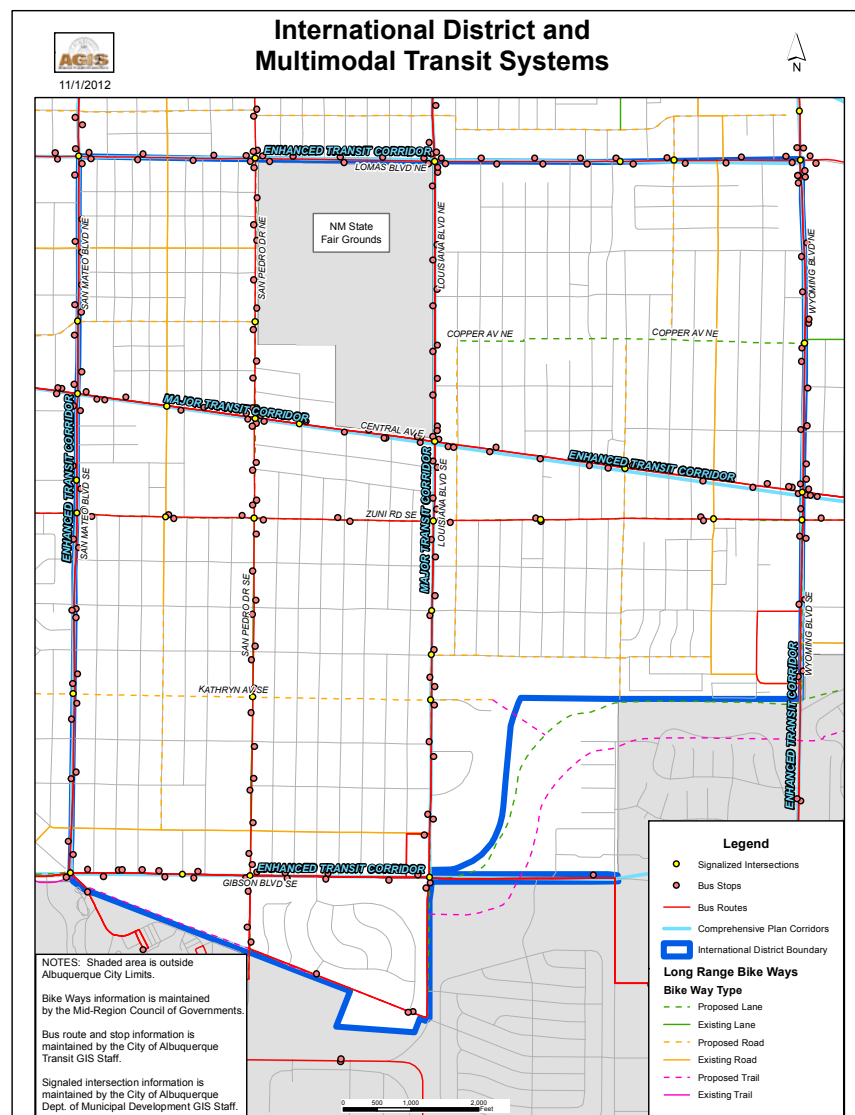 International District and
Multimodal Transit Systems
AGIS
11/1/2012
N
ENHANCED TRANSIT CORRIDOR
LOMAS BLVD NE
NM State
Fair Grounds
SAN MATEO BLVD NE
SAN PEDRO DR NE
LOUISIANA BLVD NE
WYOMING BLVD NE
COPPER AV NE
COPPER AV NE
MAJOR TRANSIT CORRIDOR
CENTRAL AV E
ENHANCED TRANSIT CORRIDOR
ENHANCED TRANSIT CORRIDOR
SAN MATEO BLVD SE
MAJOR TRANSIT CORRIDOR
LOUISIANA BLVD SE
ZUNI RD SE
SAN PEDRO DR SE
WYOMING BLVD SE
ENHANCED TRANSIT CORRIDOR
KATHRYN AV SE
ENHANCED TRANSIT CORRIDOR
GIBSON BLVD SE
Legend
Signalized Intersections
Bus Stops
Bus Routes
Comprehensive Plan Corridors
International District Boundary
Long Range Bike Ways
Bike Way Type
Proposed Lane
Existing Lane
Proposed Road
Existing Road
Proposed Trail
Existing Trail
NOTES: Shaded area is outside
Albuquerque City Limits.
Bike Ways information is maintained
by the Mid-Region Council of Governments.
Bus route and stop information is
maintained by the City of Albuquerque
Transit GIS Staff.
Signaled intersection information is
maintained by the City of Albuquerque
Dept. of Municipal Development GIS Staff.
0 500 1,000 2,000
Feet